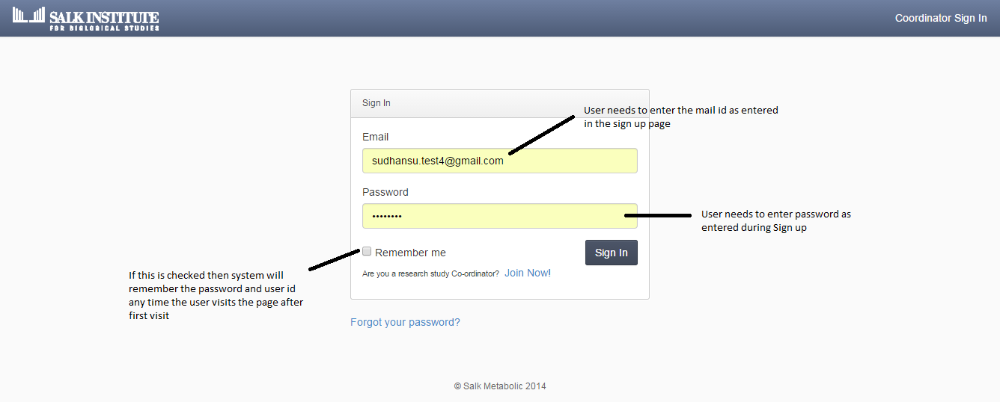 SALK INSTITUTE
FOR BIOLOGICAL STUDIES
Coordinator Sign In
Sign In
User needs to enter the mail id as entered
in the sign up page
Email
sudhansu.test4@gmail.com
Password
••••••••
User needs to enter password as
entered during Sign up
Remember me
Sign In
If this is checked then system will
remember the password and user id
any time the user visits the page after
first visit
Are you a research study Co-ordinator? Join Now!
Forgot your password?
© Salk Metabolic 2014